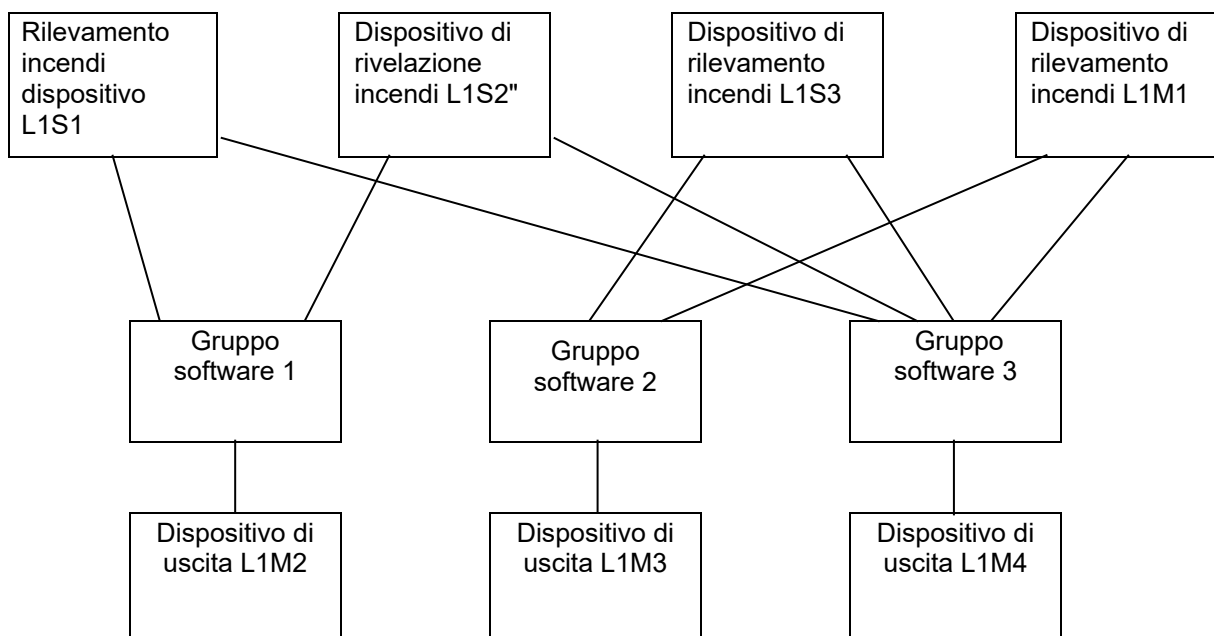 Rilevamento
incendi
dispositivo
L1S1
Dispositivo di
rivelazione
incendi L1S2"
Dispositivo di
rilevamento
incendi L1S3
Dispositivo di
rilevamento
incendi L1M1
Gruppo
software 1
Gruppo
software 2
Gruppo
software 3
Dispositivo di
uscita L1M2
Dispositivo di
uscita L1M3
Dispositivo di
uscita L1M4